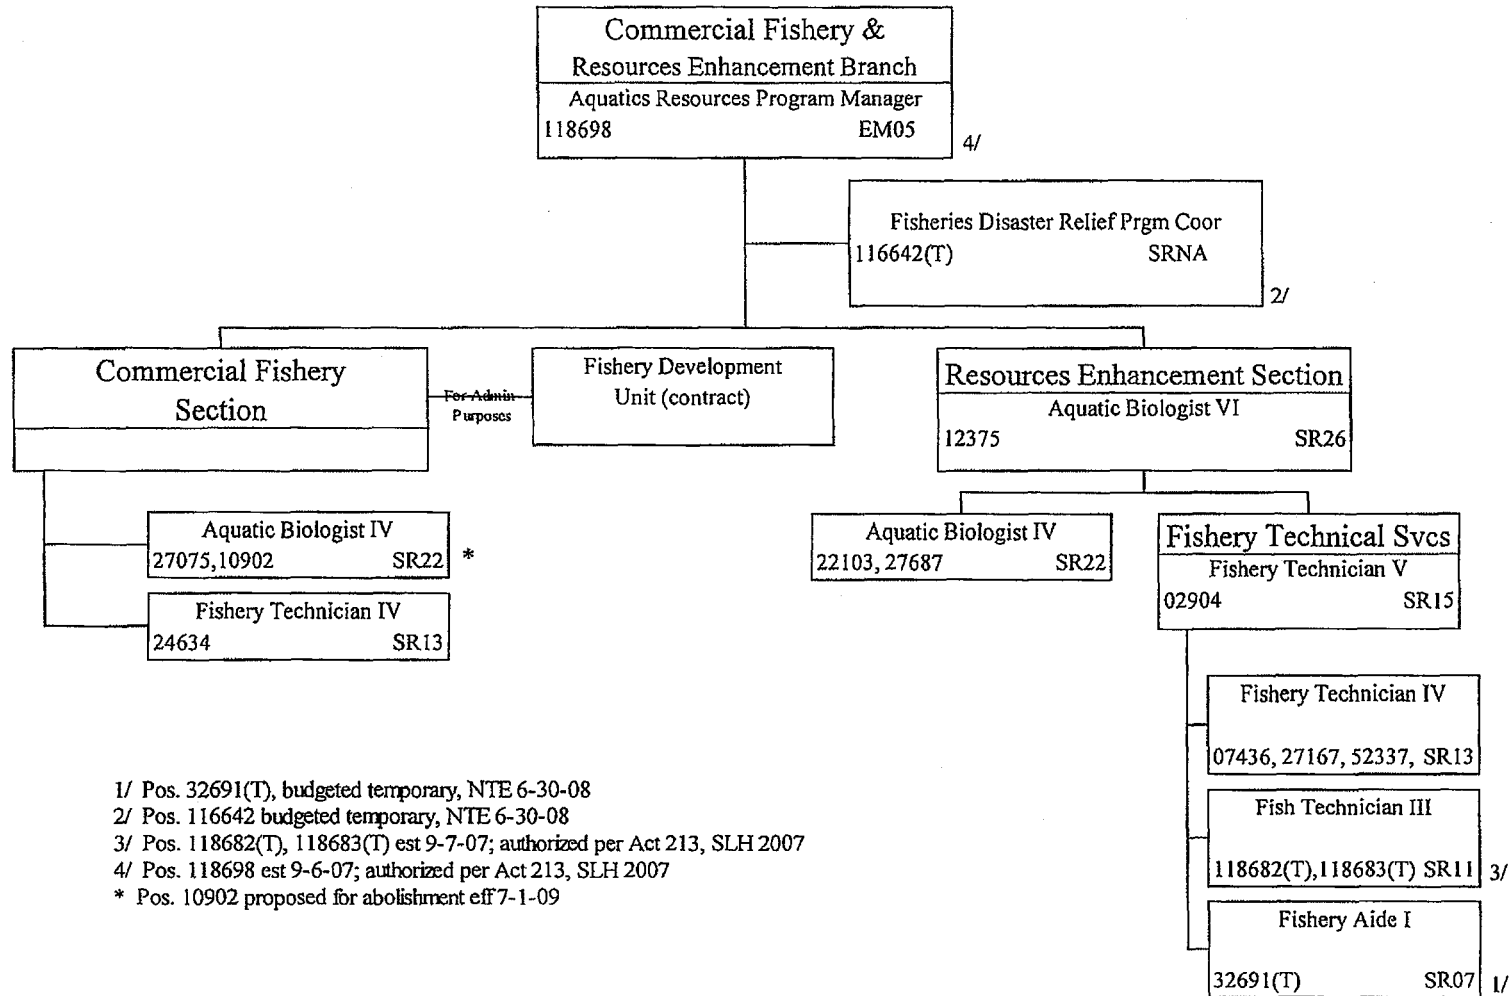 Commercial Fishery &
Resources Enhancement Branch
Aquatics Resources Program Manager
118698 EM05
4/
Fisheries Disaster Relief Prgm Coor
116642(T) SRNA
2/
Commercial Fishery
Section
For Admin
Purposes
Fishery Development
Unit (contract)
Resources Enhancement Section
Aquatic Biologist VI
12375 SR26
Aquatic Biologist IV
27075,10902 SR22 *
Fishery Technician IV
24634 SR13
Aquatic Biologist IV
22103, 27687 SR22
Fishery Technical Svcs
Fishery Technician V
02904 SR15
Fishery Technician IV
07436, 27167, 52337, SR13
Fish Technician III
118682(T),118683(T) SR11 3/
Fishery Aide I
32691(T) SR07 1/
1/ Pos. 32691(T), budgeted temporary, NTE 6-30-08
2/ Pos. 116642 budgeted temporary, NTE 6-30-08
3/ Pos. 118682(T), 118683(T) est 9-7-07; authorized per Act 213, SLH 2007
4/ Pos. 118698 est 9-6-07; authorized per Act 213, SLH 2007
* Pos. 10902 proposed for abolishment eff 7-1-09